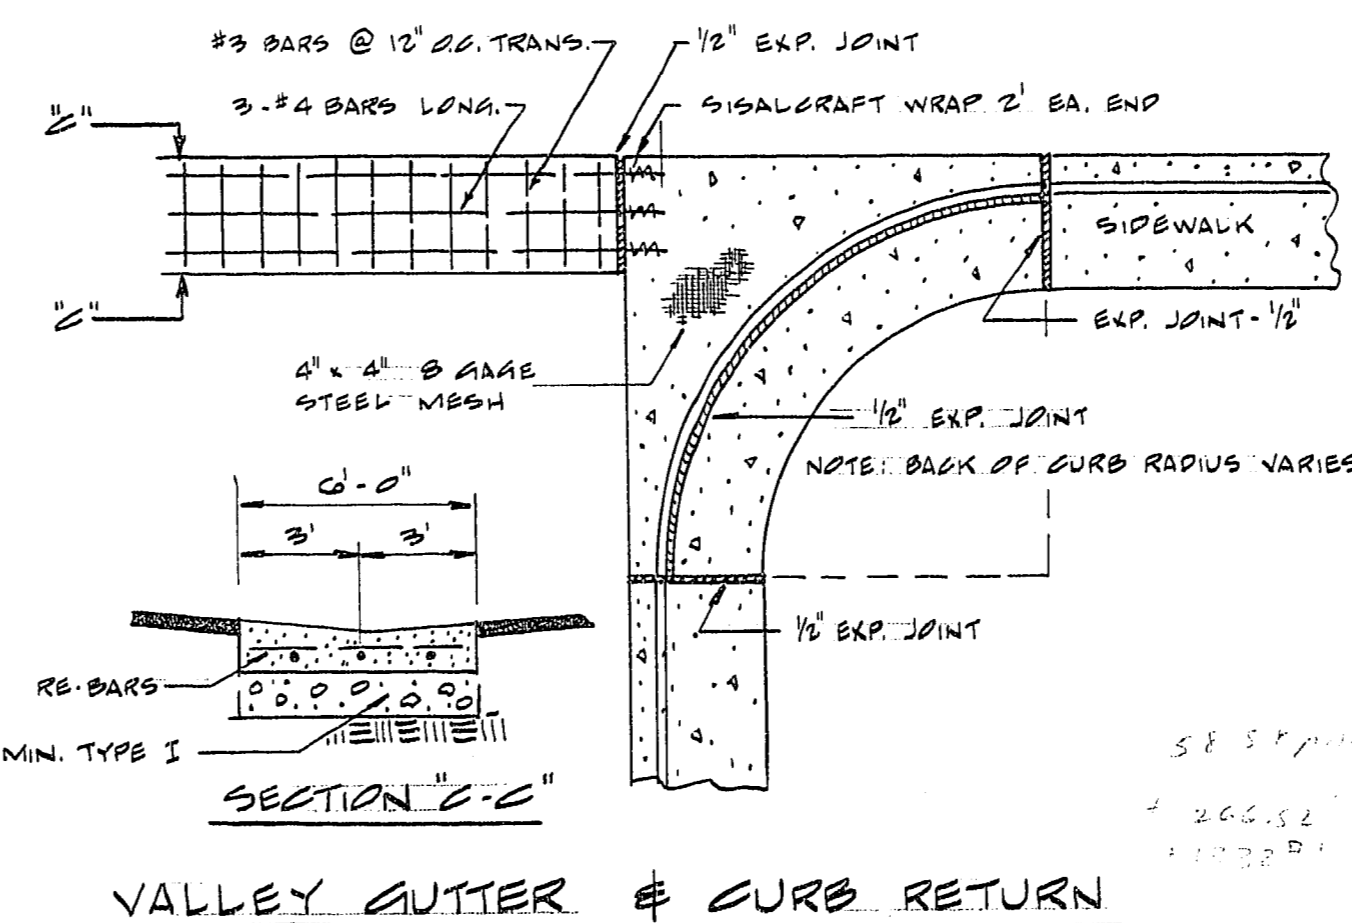 #3 BARS @ 12" O.C. TRANS.
1/2" EXP. JOINT
3-#4 BARS LONG.
SISALCRAFT WRAP 2' EA. END
"C"
SIDEWALK
"C"
EXP. JOINT-1/2"
4" x 4" 8 GAGE
STEEL MESH
1/2" EXP. JOINT
NOTE: BACK OF CURB RADIUS VARIES
6'-0"
3' 3'
1/2" EXP. JOINT
RE-BARS
MIN. TYPE I
SECTION "C-C"
266.52
VALLEY GUTTER & CURB RETURN